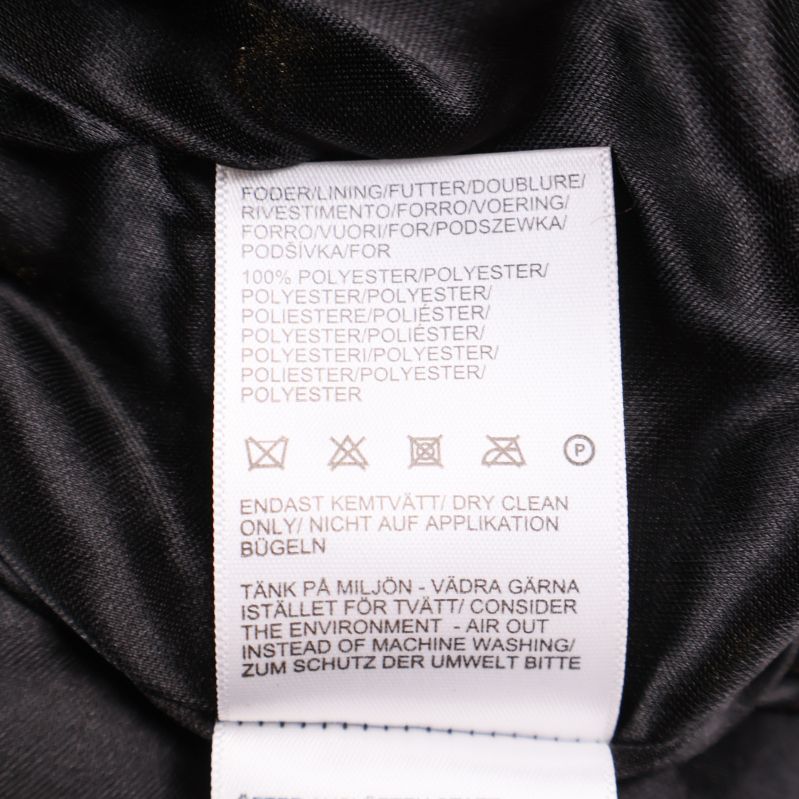 FODER/LINING/FUTTER/DOUBLURE/
RIVESTIMENTO/FORRO/VOERING/
FORRO/VUORI/FOR/PODSZEWKA/
PODŠÍVKA/FOR
100% POLYESTER/POLYESTER/
POLYESTER/POLYESTER/
POLIESTERE/POLIÉSTER/
POLYESTER/POLIÉSTER/
POLYESTERI/POLYESTER/
POLIESTER/POLYESTER/
POLYESTER
P
ENDAST KEMTVÄTT/ DRY CLEAN
ONLY/ NICHT AUF APPLIKATION
BÜGELN
TÄNK PÅ MILJÖN - VÄDRA GÄRNA
ISTÄLLET FÖR TVÄTT/ CONSIDER
THE ENVIRONMENT - AIR OUT
INSTEAD OF MACHINE WASHING/
ZUM SCHUTZ DER UMWELT BITTE